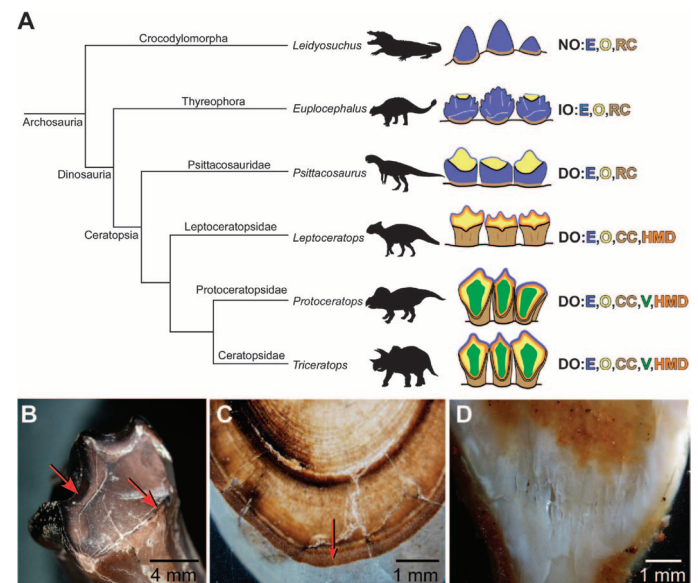 A
Crocodylomorpha
Leidyosuchus
NO:E,O,RC
Archosauria
Thyreophora
Euplocephalus
IO:E,O,RC
Dinosauria
Psittacosauridae
Psittacosaurus
DO:E,O,RC
Ceratopsia
Leptoceratopsidae
Leptoceratops
DO:E,O,CC,HMD
Protoceratopsidae
Protoceratops
DO:E,O,CC,V,HMD
Ceratopsidae
Triceratops
DO:E,O,CC,V,HMD
B
4 mm
C
1 mm
D
1 mm